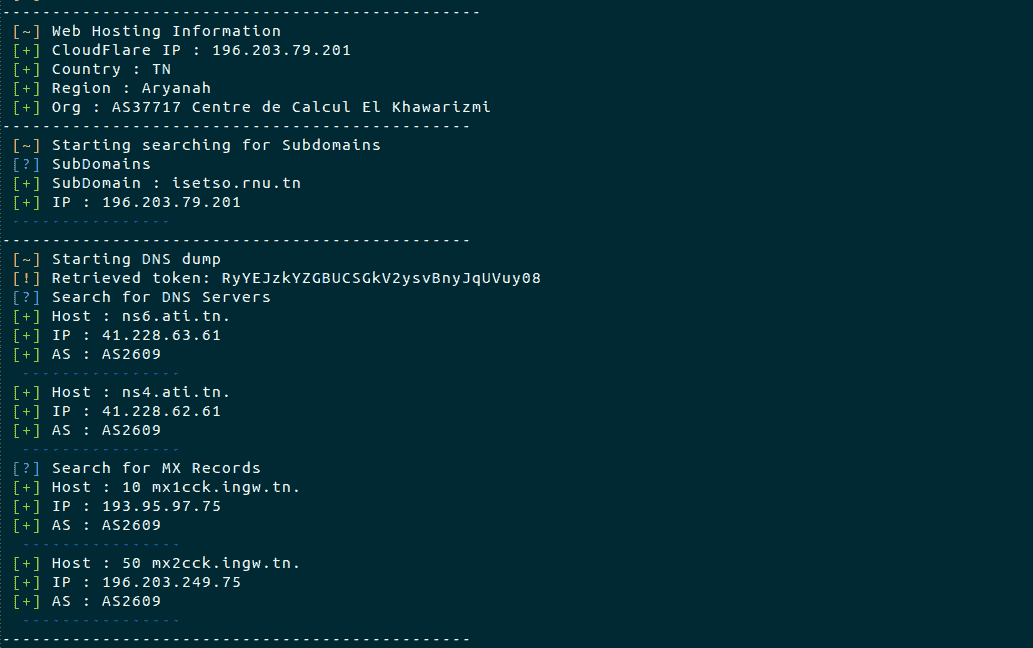 ----------------------------------------------
[~] Web Hosting Information
[+] CloudFlare IP : 196.203.79.201
[+] Country : TN
[+] Region : Aryanah
[+] Org : AS37717 Centre de Calcul El Khawarizmi
----------------------------------------------
[~] Starting searching for Subdomains
[?] SubDomains
[+] SubDomain : isetso.rnu.tn
[+] IP : 196.203.79.201
----------------
----------------------------------------------
[~] Starting DNS dump
[!] Retrieved token: RyYEJzkYZGBUCSGkV2ysvBnyJqUVuy08
[?] Search for DNS Servers
[+] Host : ns6.ati.tn.
[+] IP : 41.228.63.61
[+] AS : AS2609
----------------
[+] Host : ns4.ati.tn.
[+] IP : 41.228.62.61
[+] AS : AS2609
----------------
[?] Search for MX Records
[+] Host : 10 mx1cck.ingw.tn.
[+] IP : 193.95.97.75
[+] AS : AS2609
----------------
[+] Host : 50 mx2cck.ingw.tn.
[+] IP : 196.203.249.75
[+] AS : AS2609
----------------
----------------------------------------------